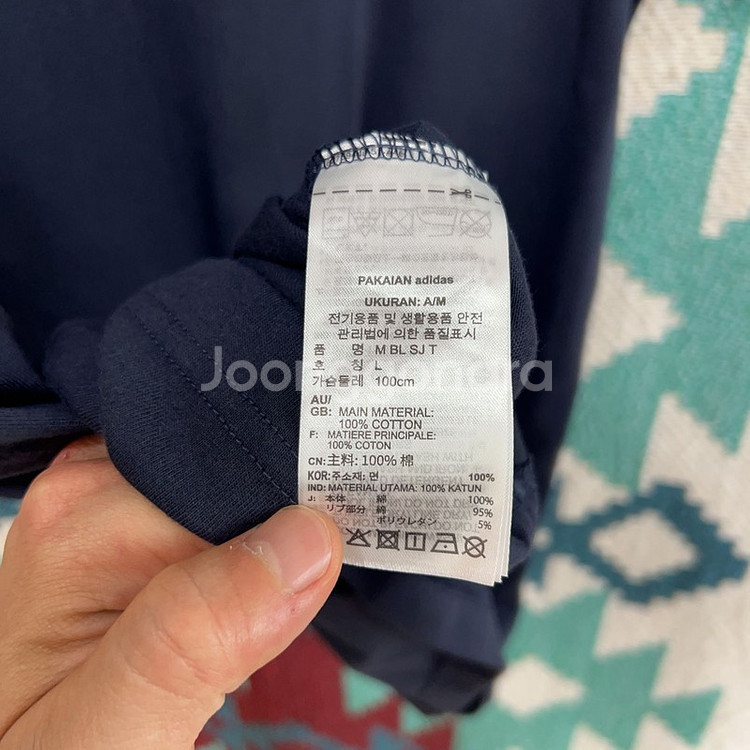 PAKAIAN adidas
UKURAN: A/M
전기용품 및 생활용품 안전
관리법에 의한 품질표시
품 명 M BL SJ T
호 칭 L
가슴둘레 100cm
Joonggonara
AU/
GB: MAIN MATERIAL:
100% COTTON
F: MATIERE PRINCIPALE:
100% COTON
CN: 主料: 100% 棉
KOR: 주소재: 면 100%
IND: MATERIAL UTAMA: 100% KATUN
J: 本体 綿 100%
リブ部分 綿 95%
ポリウレタン 5%